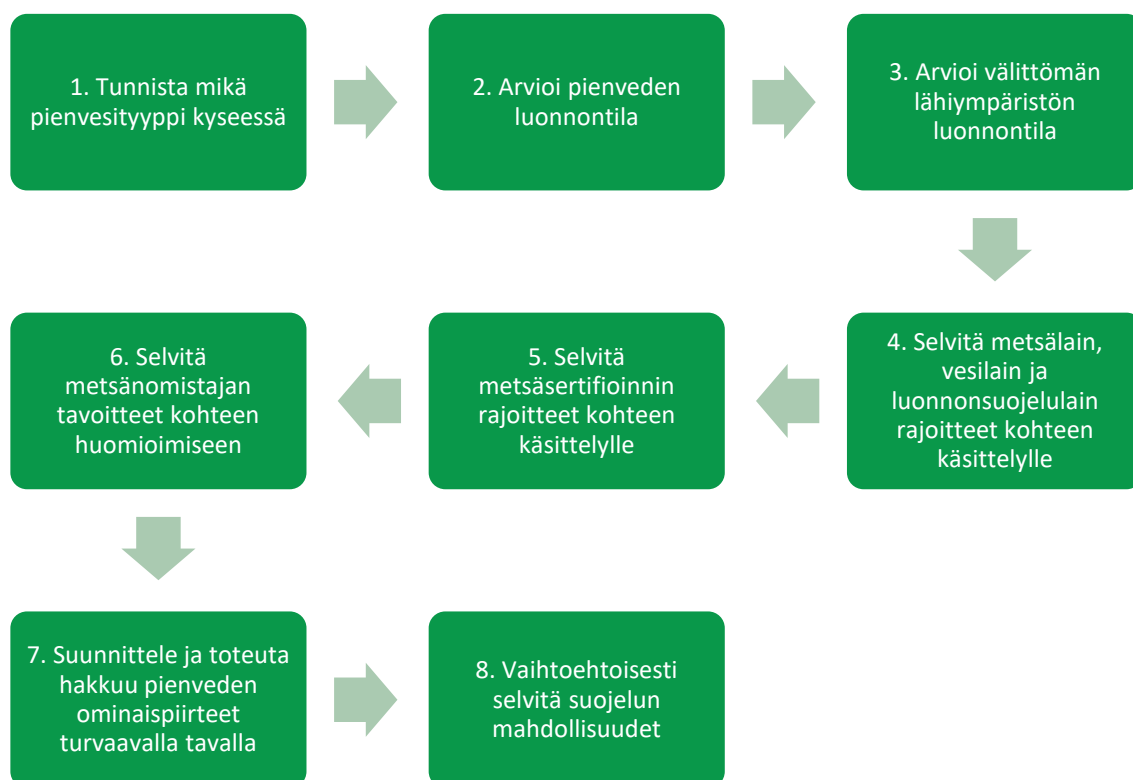 1. Tunnista mikä
pienvesityyppi kyseessä
2. Arvioi pienveden
luonnontila
3. Arvioi välittömän
lähiympäristön
luonnontila
4. Selvitä metsälain,
vesilain ja
luonnonsuojelulain
rajoitteet kohteen
käsittelylle
5. Selvitä
metsäsertifioinnin
rajoitteet kohteen
käsittelylle
6. Selvitä
metsänomistajan
tavoitteet kohteen
huomioimiseen
7. Suunnittele ja toteuta
hakkuu pienveden
ominaispiirteet
turvaavalla tavalla
8. Vaihtoehtoisesti
selvitä suojelun
mahdollisuudet